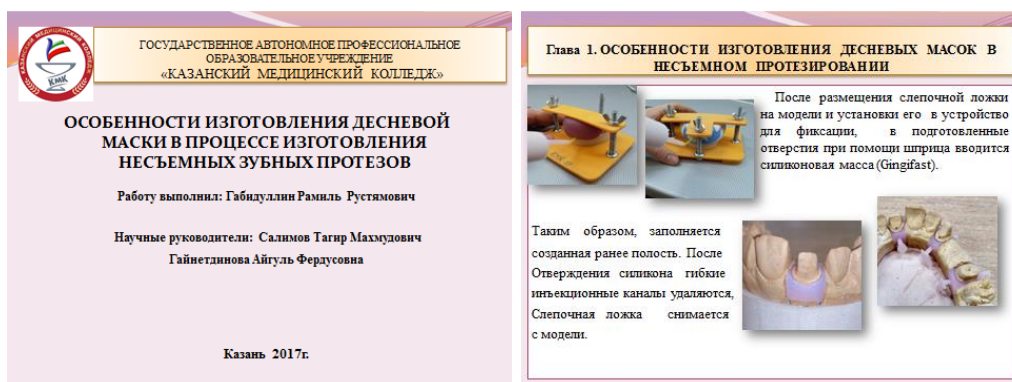 ГОСУДАРСТВЕННОЕ АВТОНОМНОЕ ПРОФЕССИОНАЛЬНОЕ
ОБРАЗОВАТЕЛЬНОЕ УЧРЕЖДЕНИЕ
«КАЗАНСКИЙ МЕДИЦИНСКИЙ КОЛЛЕДЖ»
КМК
ОСОБЕННОСТИ ИЗГОТОВЛЕНИЯ ДЕСНЕВОЙ
МАСКИ В ПРОЦЕССЕ ИЗГОТОВЛЕНИЯ
НЕСЪЕМНЫХ ЗУБНЫХ ПРОТЕЗОВ
Работу выполнил: Габидуллин Рамиль Рустямович
Научные руководители: Салимов Тагир Махмудович
Гайнетдинова Айгуль Фердусовна
Казань 2017г.
Глава 1. ОСОБЕННОСТИ ИЗГОТОВЛЕНИЯ ДЕСНЕВЫХ МАСОК В
НЕСЪЕМНОМ ПРОТЕЗИРОВАНИИ
После размещения слепочной ложки
на модели и установки его в устройство
для фиксации, в подготовленные
отверстия при помощи шприца вводится
силиконовая масса (Gingifast).
Таким образом, заполняется
созданная ранее полость. После
Отверждения силикона гибкие
инъекционные каналы удаляются,
Слепочная ложка снимается
с модели.